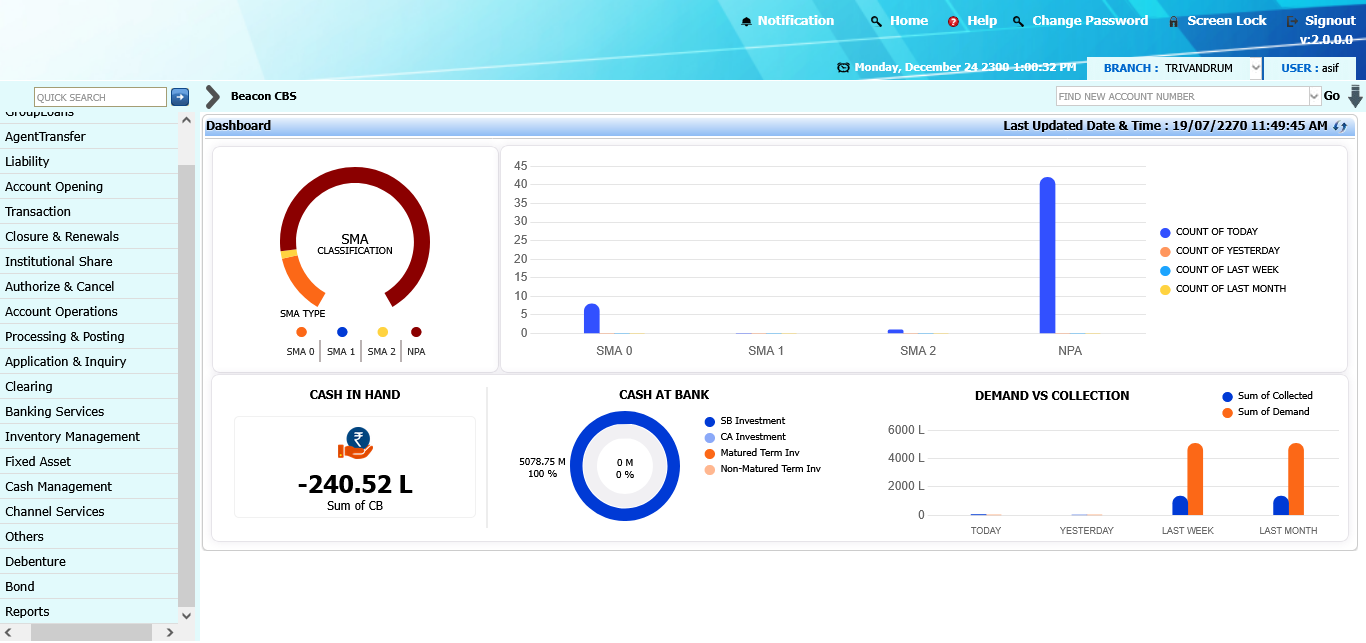 Notification
Home
Help
Change Password
Screen Lock
Signout
v:2.0.0.0
Monday, December 24 2300 1:00:32 PM
BRANCH : TRIVANDRUM
USER : asif
QUICK SEARCH
Beacon CBS
FIND NEW ACCOUNT NUMBER
Go
GroupLoans
AgentTransfer
Liability
Account Opening
Transaction
Closure & Renewals
Institutional Share
Authorize & Cancel
Account Operations
Processing & Posting
Application & Inquiry
Clearing
Banking Services
Inventory Management
Fixed Asset
Cash Management
Channel Services
Others
Debenture
Bond
Reports
Dashboard
Last Updated Date & Time : 19/07/2270 11:49:45 AM
SMA
CLASSIFICATION
SMA TYPE
SMA 0
SMA 1
SMA 2
NPA
45
40
35
30
25
20
15
10
5
0
SMA 0
SMA 1
SMA 2
NPA
COUNT OF TODAY
COUNT OF YESTERDAY
COUNT OF LAST WEEK
COUNT OF LAST MONTH
CASH IN HAND
₹
-240.52 L
Sum of CB
CASH AT BANK
5078.75 M
100 %
0 M
0 %
SB Investment
CA Investment
Matured Term Inv
Non-Matured Term Inv
DEMAND VS COLLECTION
Sum of Collected
Sum of Demand
6000 L
4000 L
2000 L
0
TODAY
YESTERDAY
LAST WEEK
LAST MONTH